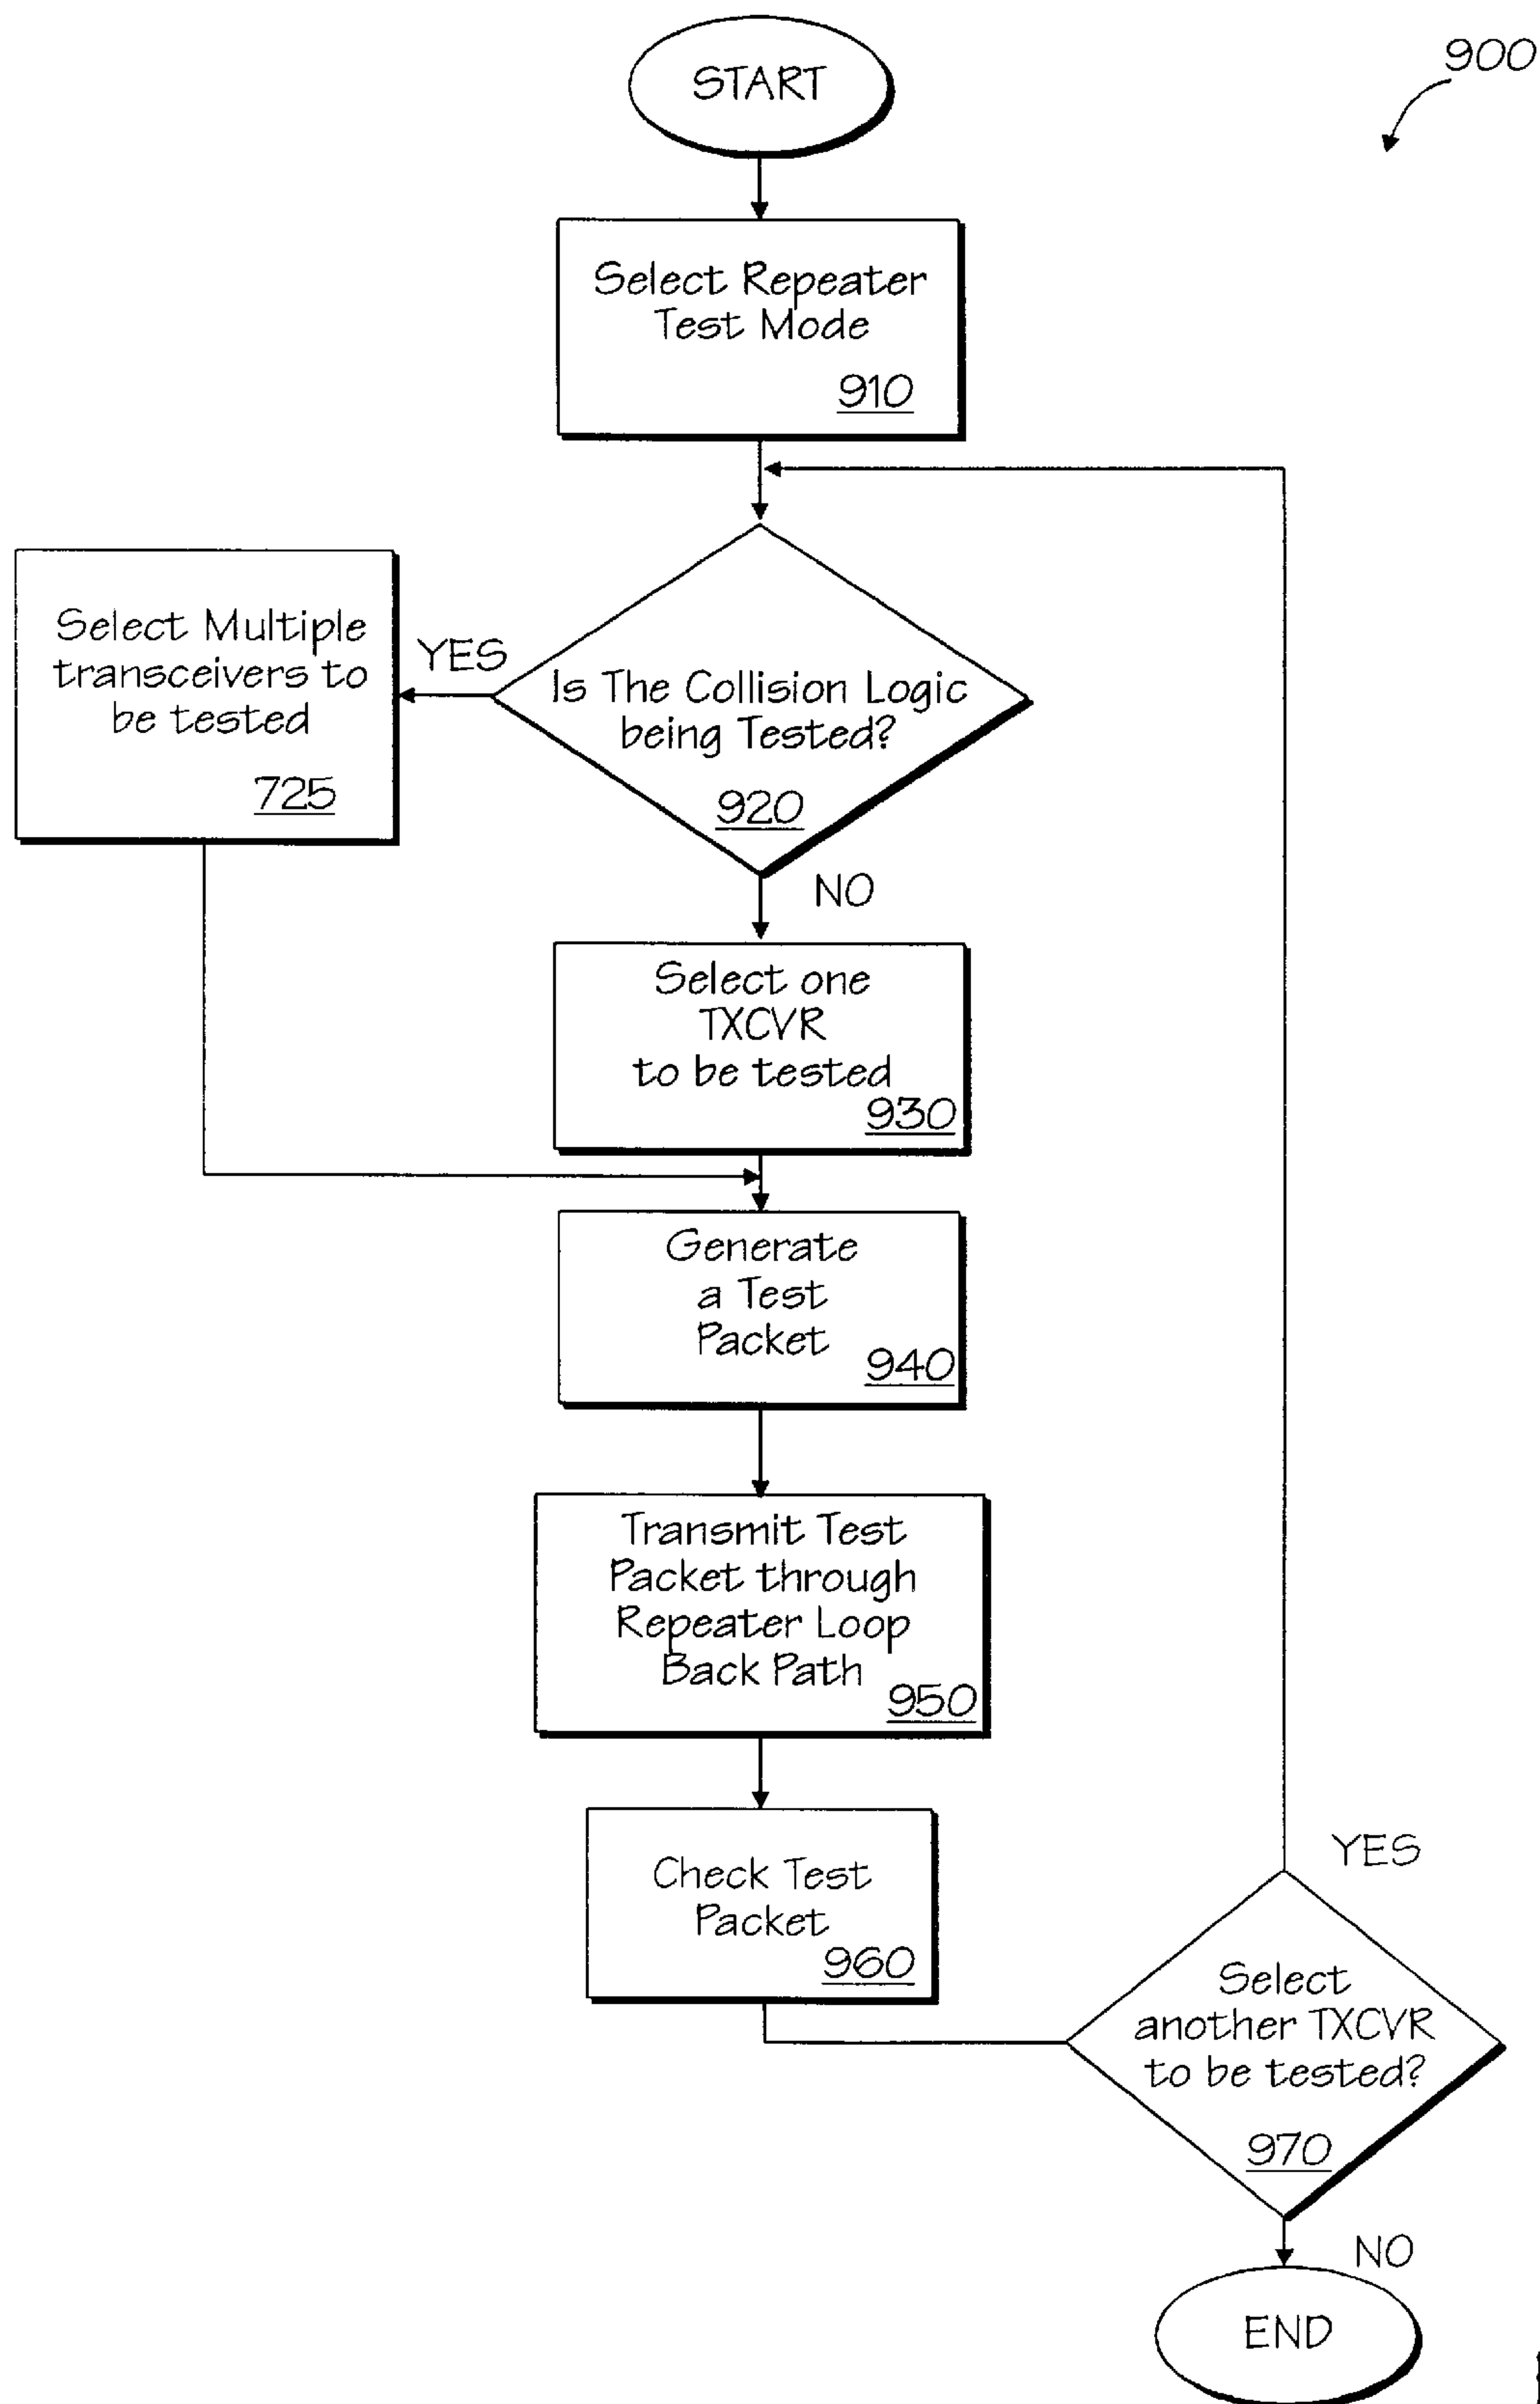 START
900
Select Repeater
Test Mode
910
Select Multiple
transceivers to
be tested
725
YES
Is The Collision Logic
being Tested?
920
NO
Select one
TXCVR
to be tested
930
Generate
a Test
Packet
940
Transmit Test
Packet through
Repeater Loop
Back Path
950
Check Test
Packet
960
YES
Select
another TXCVR
to be tested?
970
NO
END